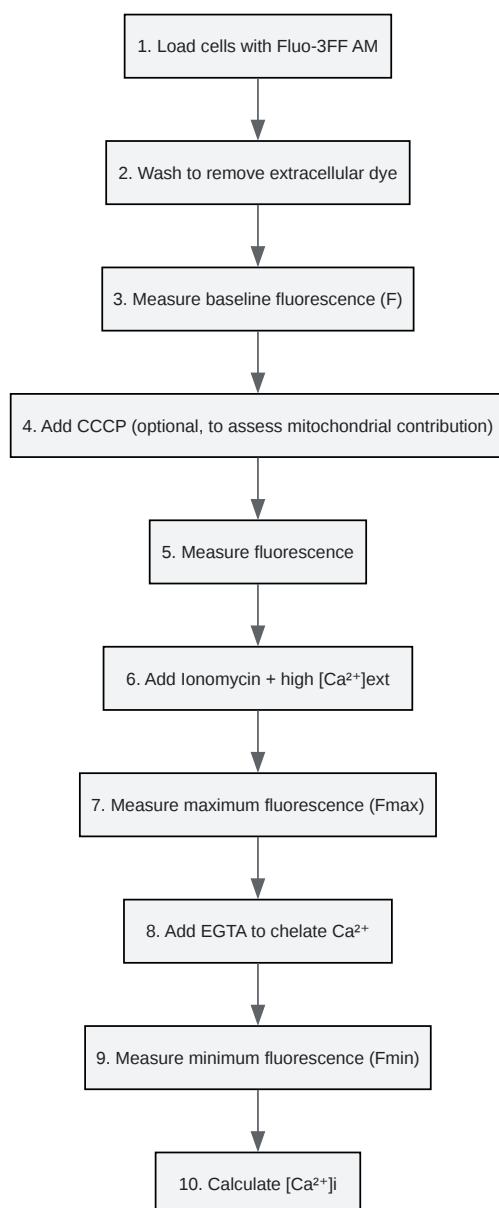 1. Load cells with Fluo-3FF AM
2. Wash to remove extracellular dye
3. Measure baseline fluorescence (F)
4. Add CCCP (optional, to assess mitochondrial contribution)
5. Measure fluorescence
6. Add Ionomycin + high [Ca²⁺]ext
7. Measure maximum fluorescence (Fmax)
8. Add EGTA to chelate Ca²⁺
9. Measure minimum fluorescence (Fmin)
10. Calculate [Ca²⁺]i